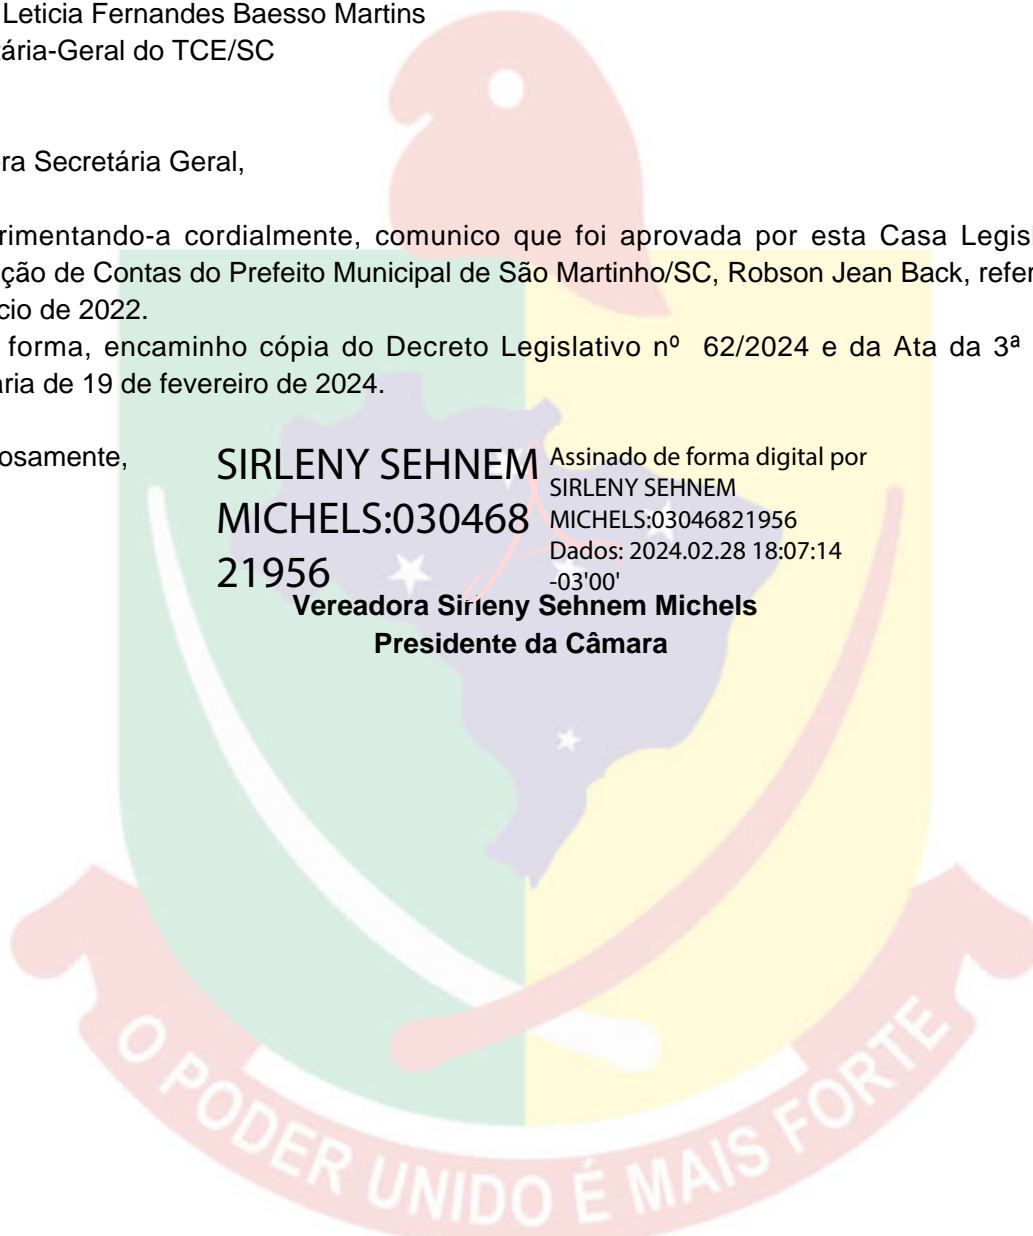 Leticia Fernandes Baesso Martins
tária-Geral do TCE/SC
ra Secretária Geral,
rimentando-a cordialmente, comunico que foi aprovada por esta Casa Legis
ção de Contas do Prefeito Municipal de São Martinho/SC, Robson Jean Back, refer
cio de 2022.
forma, encaminho cópia do Decreto Legislativo nº 62/2024 e da Ata da 3ª
ária de 19 de fevereiro de 2024.
osamente,
SIRLENY SEHNEM
MICHELS:030468
21956
Assinado de forma digital por
SIRLENY SEHNEM
MICHELS:03046821956
Dados: 2024.02.28 18:07:14
-03'00'
Vereadora Sirleny Sehnem Michels
Presidente da Câmara
O PODER UNIDO É MAIS FORTE